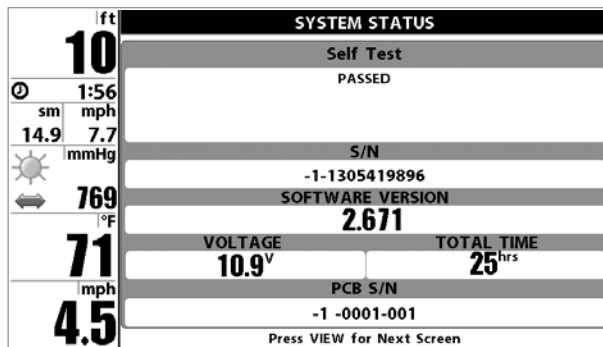 ft
10
1:56
sm mph
14.9 7.7
mmHg
769
°F
71
mph
4.5
SYSTEM STATUS
Self Test
PASSED
S/N
-1-1305419896
SOFTWARE VERSION
2.671
VOLTAGE TOTAL TIME
10.9V 25hrs
PCB S/N
-1 -0001-001
Press VIEW for Next Screen